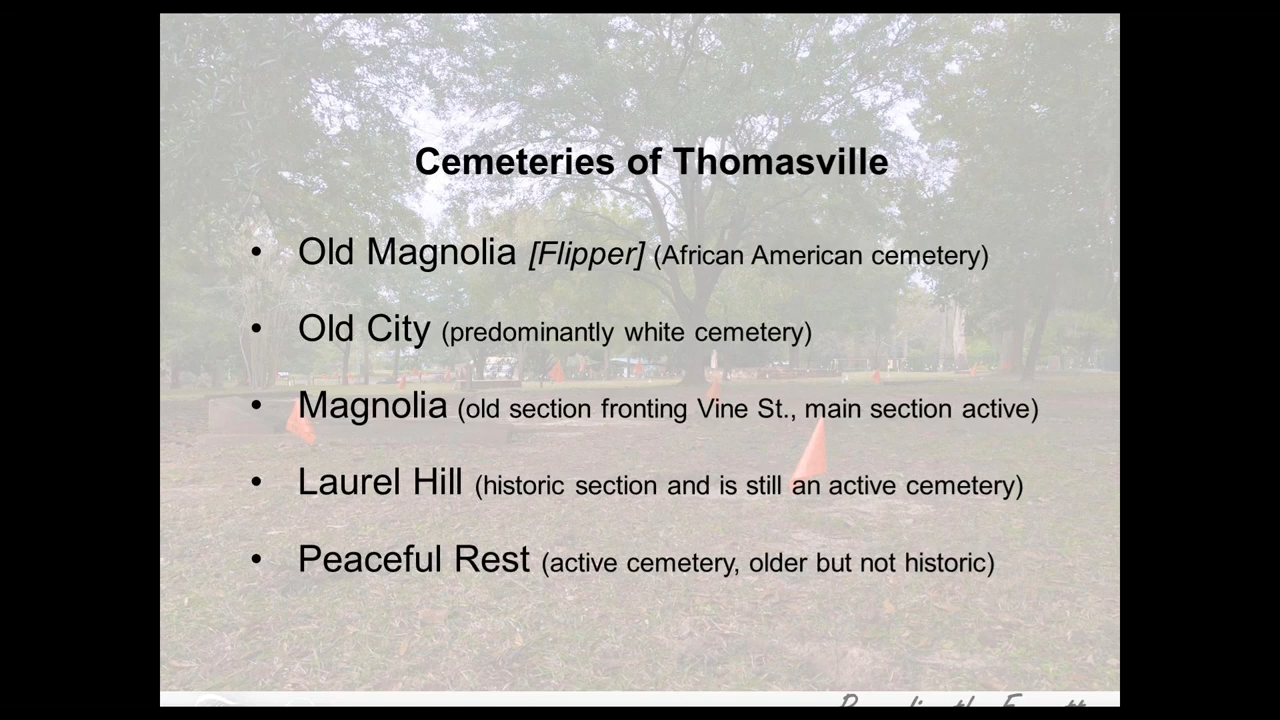 Cemeteries of Thomasville
• Old Magnolia [Flipper] (African American cemetery)
• Old City (predominantly white cemetery)
• Magnolia (old section fronting Vine St., main section active)
• Laurel Hill (historic section and is still an active cemetery)
• Peaceful Rest (active cemetery, older but not historic)